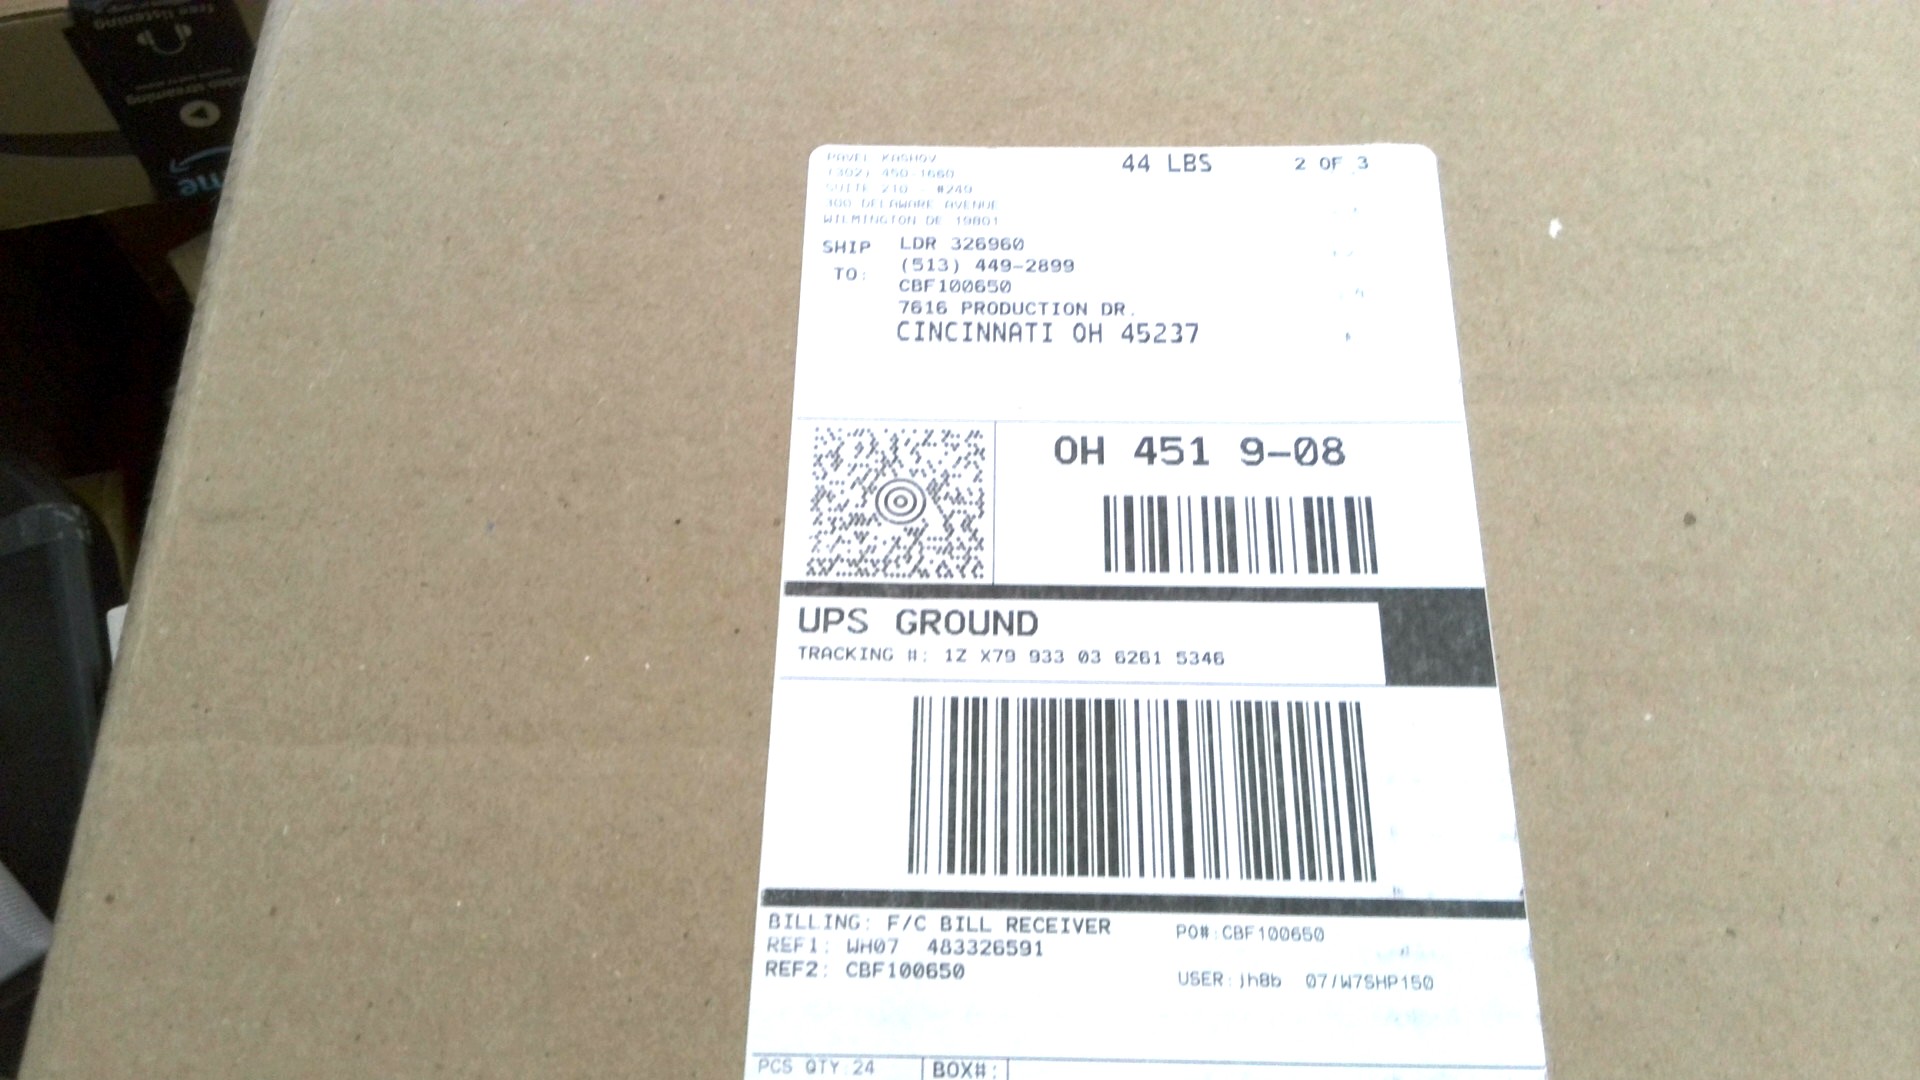 PAVEL KASHOV
(302) 450-1660
SUITE 210 - #249
300 DELAWARE AVENUE
WILMINGTON DE 19801
44 LBS
2 OF 3
SHIP TO:
LDR 326960
(513) 449-2899
CBF100650
7616 PRODUCTION DR.
CINCINNATI OH 45237
OH 451 9-08
UPS GROUND
TRACKING #: 1Z X79 933 03 6261 5346
BILLING: F/C BILL RECEIVER
REF1: WH07 483326591
REF2: CBF100650
PO#:CBF100650
USER:jh8b 07/W7SHP150
PCS QTY 24
BOX#:
free listening